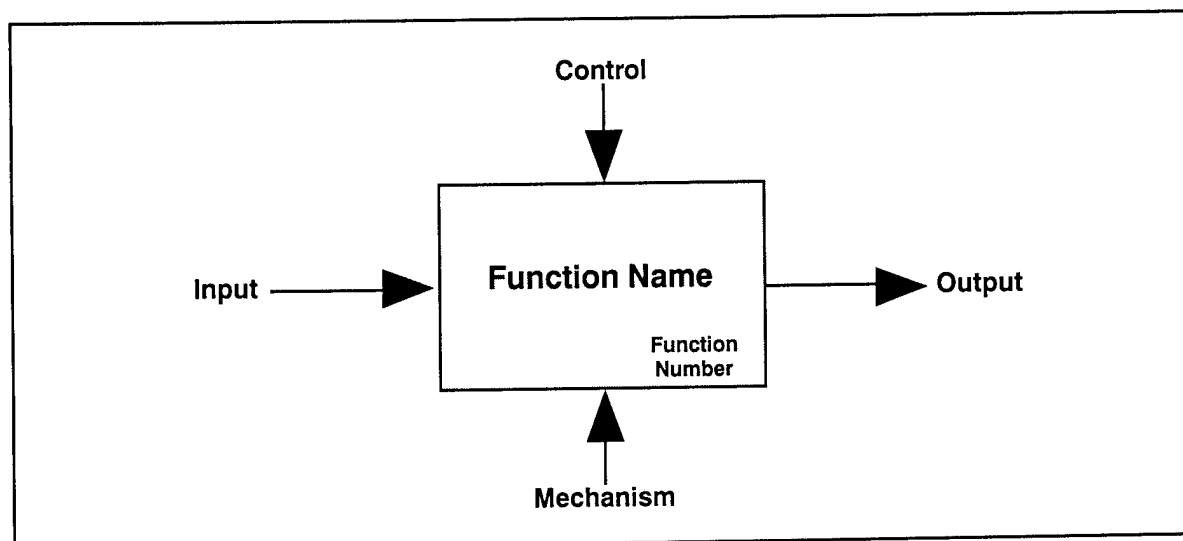 Control
Input
Function Name
Output
Function
Number
Mechanism